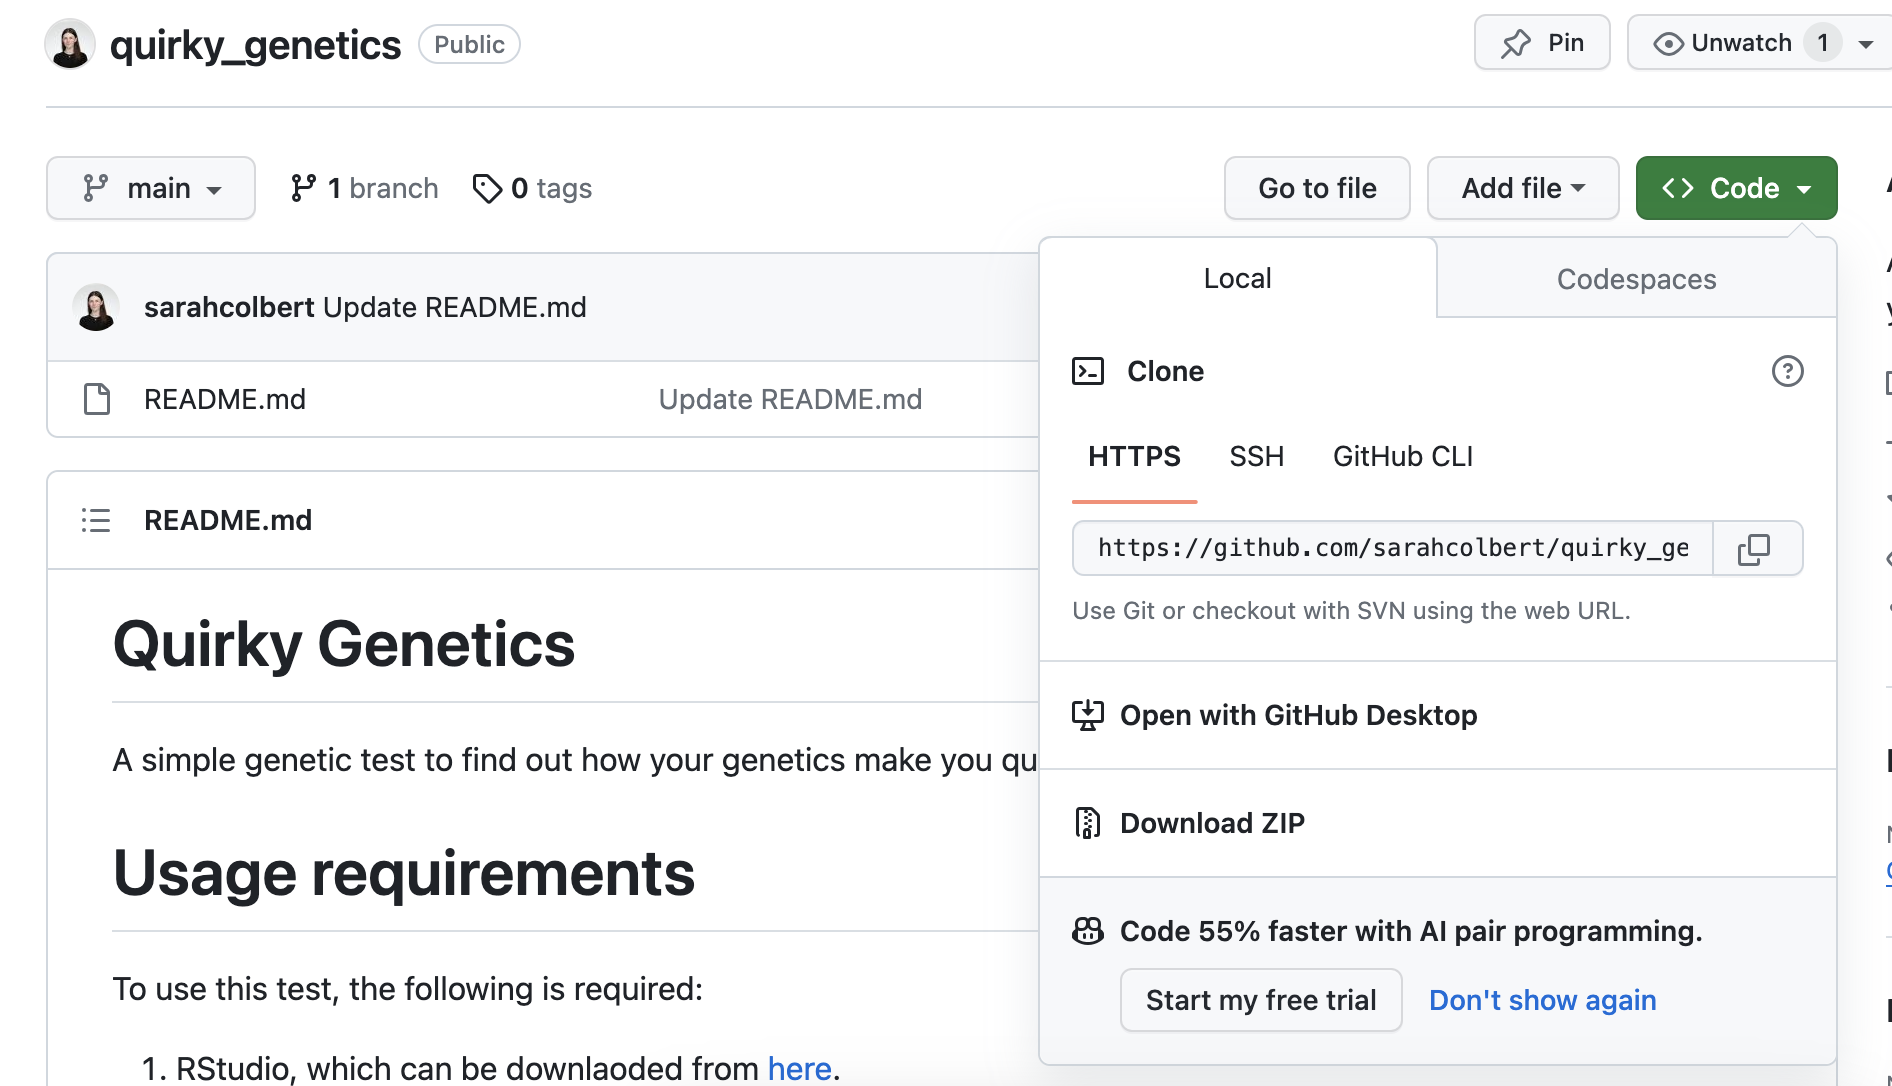 quirky_genetics Public
Pin
Unwatch 1
main
1 branch
0 tags
Go to file
Add file
Code
sarahcolbert Update README.md
README.md Update README.md
README.md
Quirky Genetics
A simple genetic test to find out how your genetics make you qu
Usage requirements
To use this test, the following is required:
1. RStudio, which can be downlaoded from here.
Local
Codespaces
Clone
HTTPS SSH GitHub CLI
https://github.com/sarahcolbert/quirky_ge
Use Git or checkout with SVN using the web URL.
Open with GitHub Desktop
Download ZIP
Code 55% faster with AI pair programming.
Start my free trial Don't show again